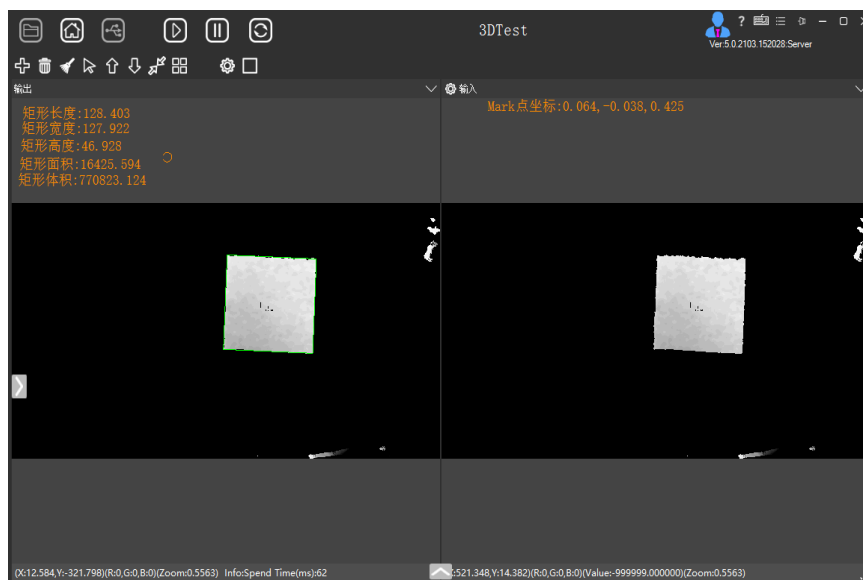 3DTest
?
Ver:5.0.2103.152028:Server
输出
输入
矩形长度:128.403
矩形宽度:127.922
矩形高度:46.928
矩形面积:16425.594
矩形体积:770823.124
Mark点坐标:0.064,-0.038,0.425
(X:12.584,Y:-321.798)(R:0,G:0,B:0)(Zoom:0.5563) Info:Spend Time(ms):62
:521.348,Y:14.382)(R:0,G:0,B:0)(Value:-999999.000000)(Zoom:0.5563)